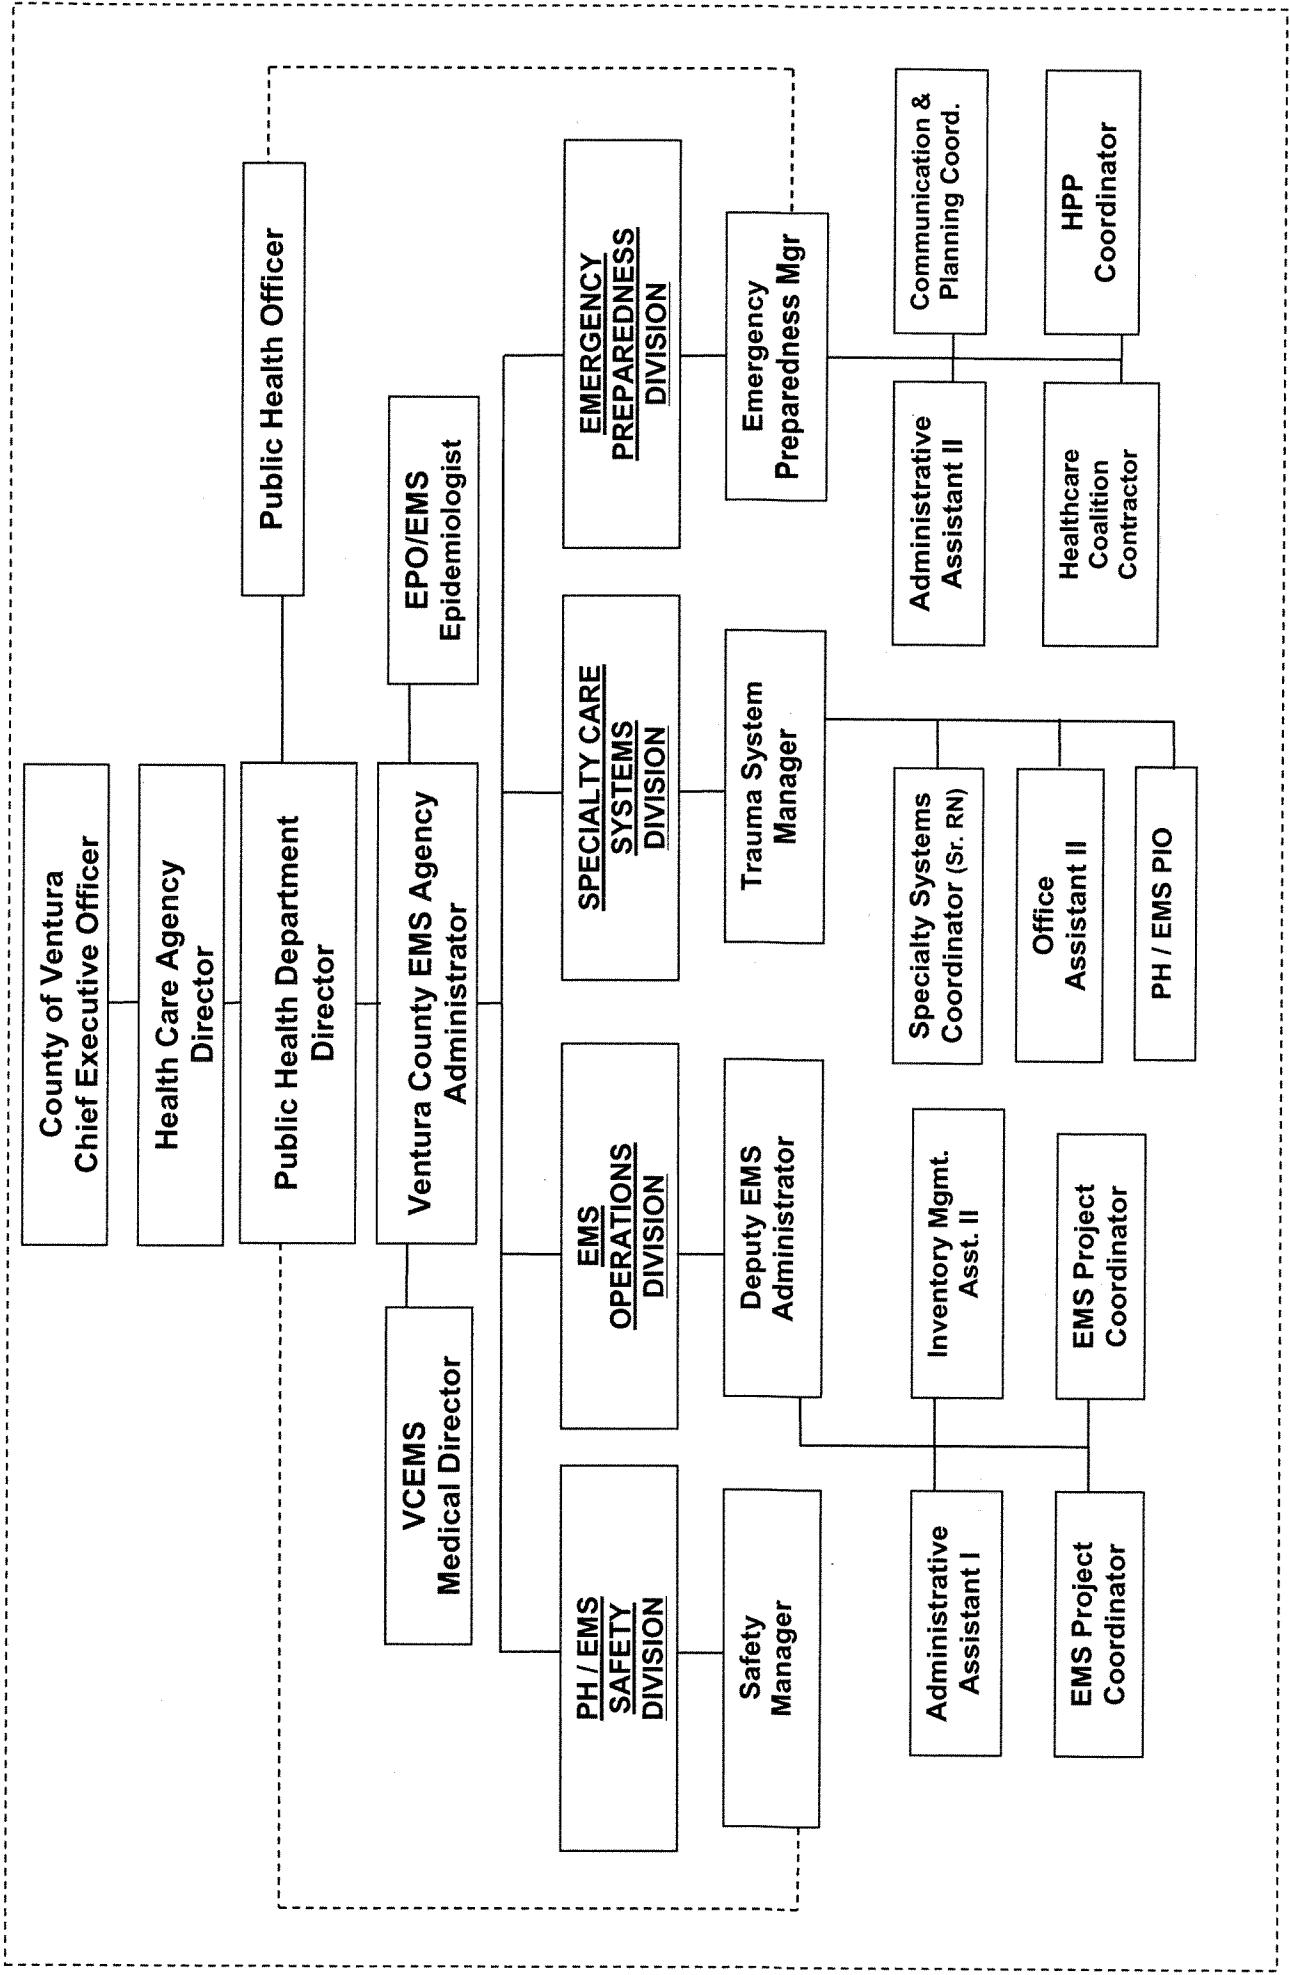 County of Ventura
Chief Executive Officer
Health Care Agency
Director
Public Health Department
Director
Public Health Officer
Ventura County EMS Agency
Administrator
VCEMS
Medical Director
EPO/EMS
Epidemiologist
PH / EMS
SAFETY
DIVISION
EMS
OPERATIONS
DIVISION
SPECIALTY CARE
SYSTEMS
DIVISION
EMERGENCY
PREPAREDNESS
DIVISION
Safety
Manager
Deputy EMS
Administrator
Trauma System
Manager
Emergency
Preparedness Mgr
Administrative
Assistant I
Inventory Mgmt.
Asst. II
EMS Project
Coordinator
EMS Project
Coordinator
Specialty Systems
Coordinator (Sr. RN)
Office
Assistant II
PH / EMS PIO
Administrative
Assistant II
Communication &
Planning Coord.
Healthcare
Coalition
Contractor
HPP
Coordinator